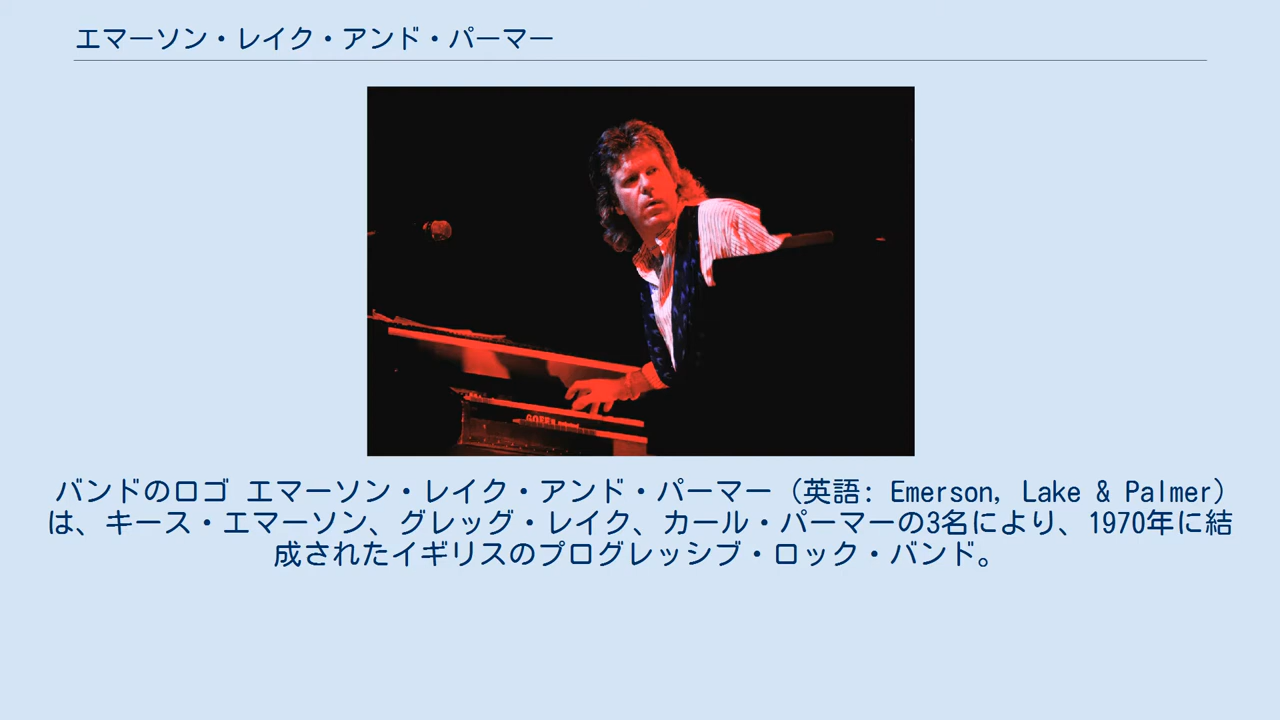 エマーソン・レイク・アンド・パーマー
バンドのロゴ エマーソン・レイク・アンド・パーマー（英語: Emerson, Lake & Palmer）
は、キース・エマーソン、グレッグ・レイク、カール・パーマーの3名により、1970年に結
成されたイギリスのプログレッシブ・ロック・バンド。